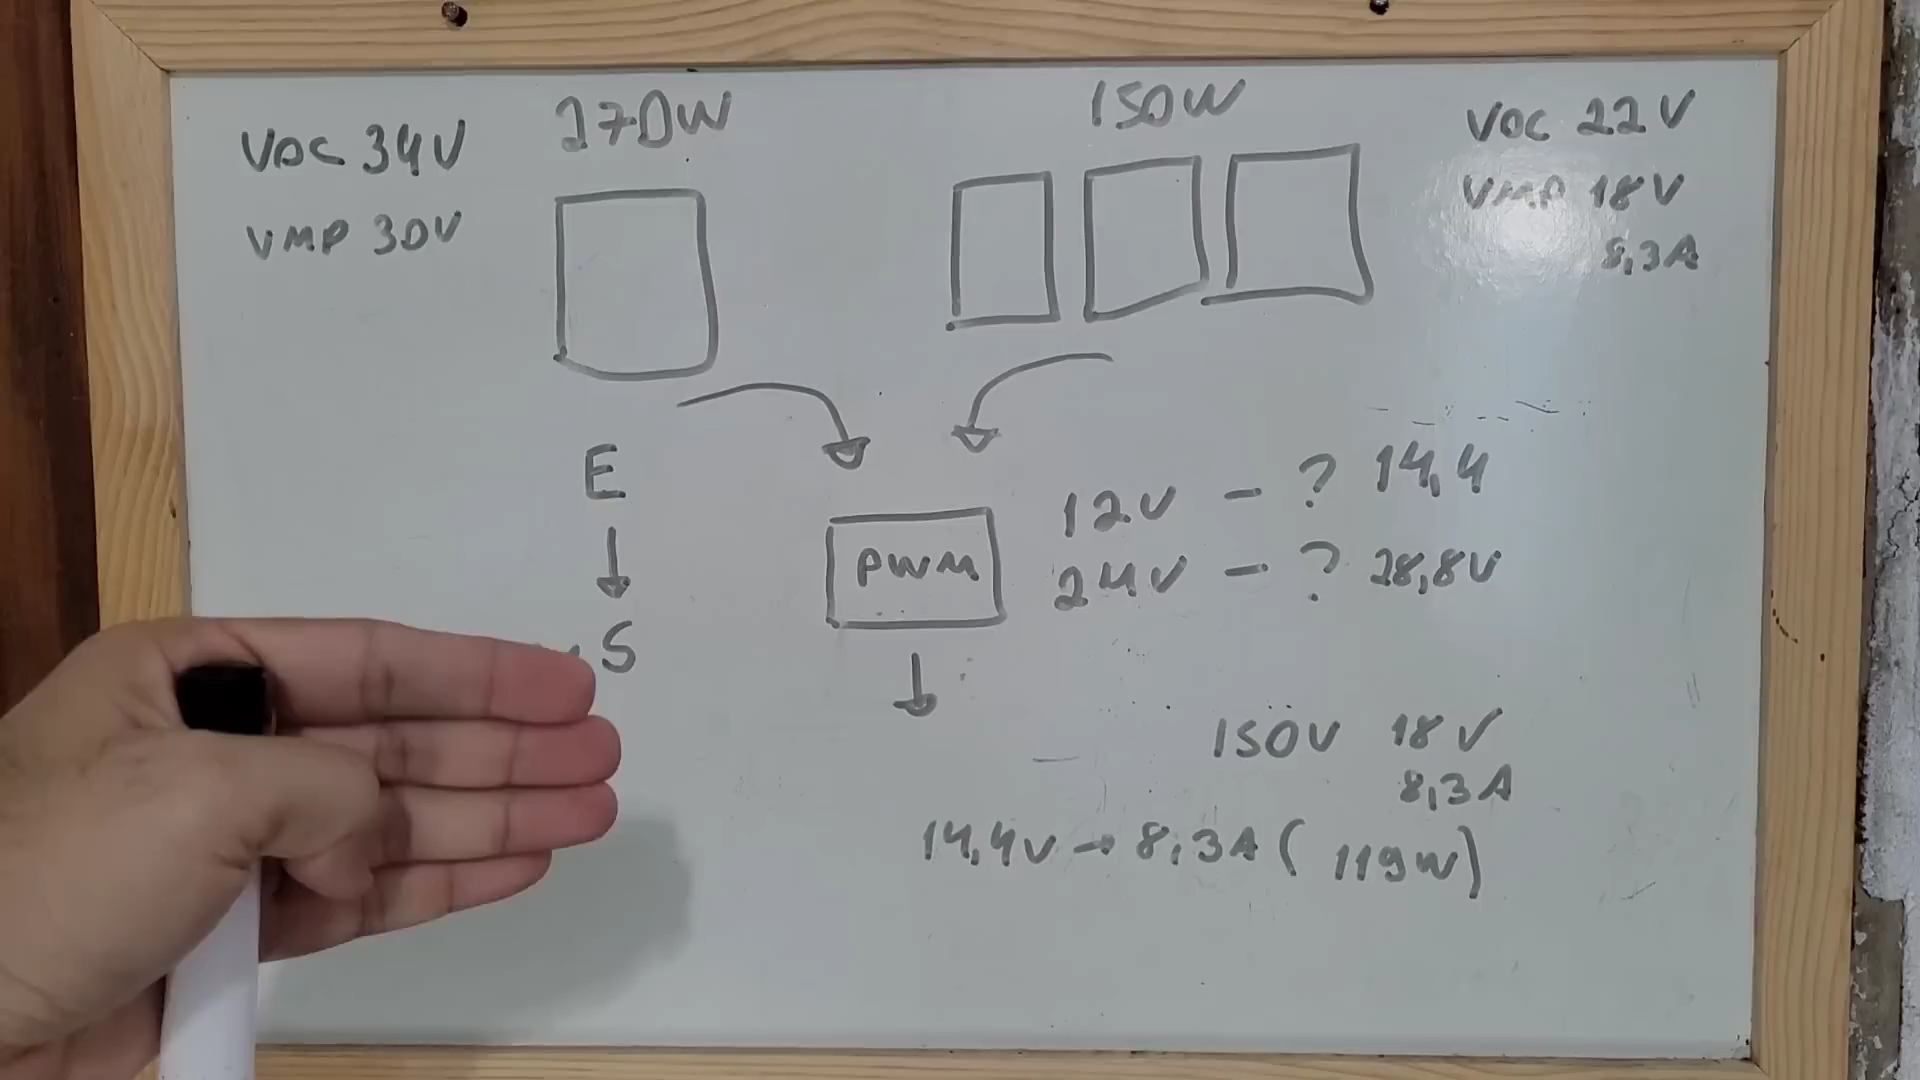 270W
VOC 34V
VMP 30V
150W
VOC 22V
VMP 18V
8,3A
E
S
PWM
12V - ? 14,4
24V - ? 28,8V
150V 18V
8,3A
14,4V → 8,3A (119W)